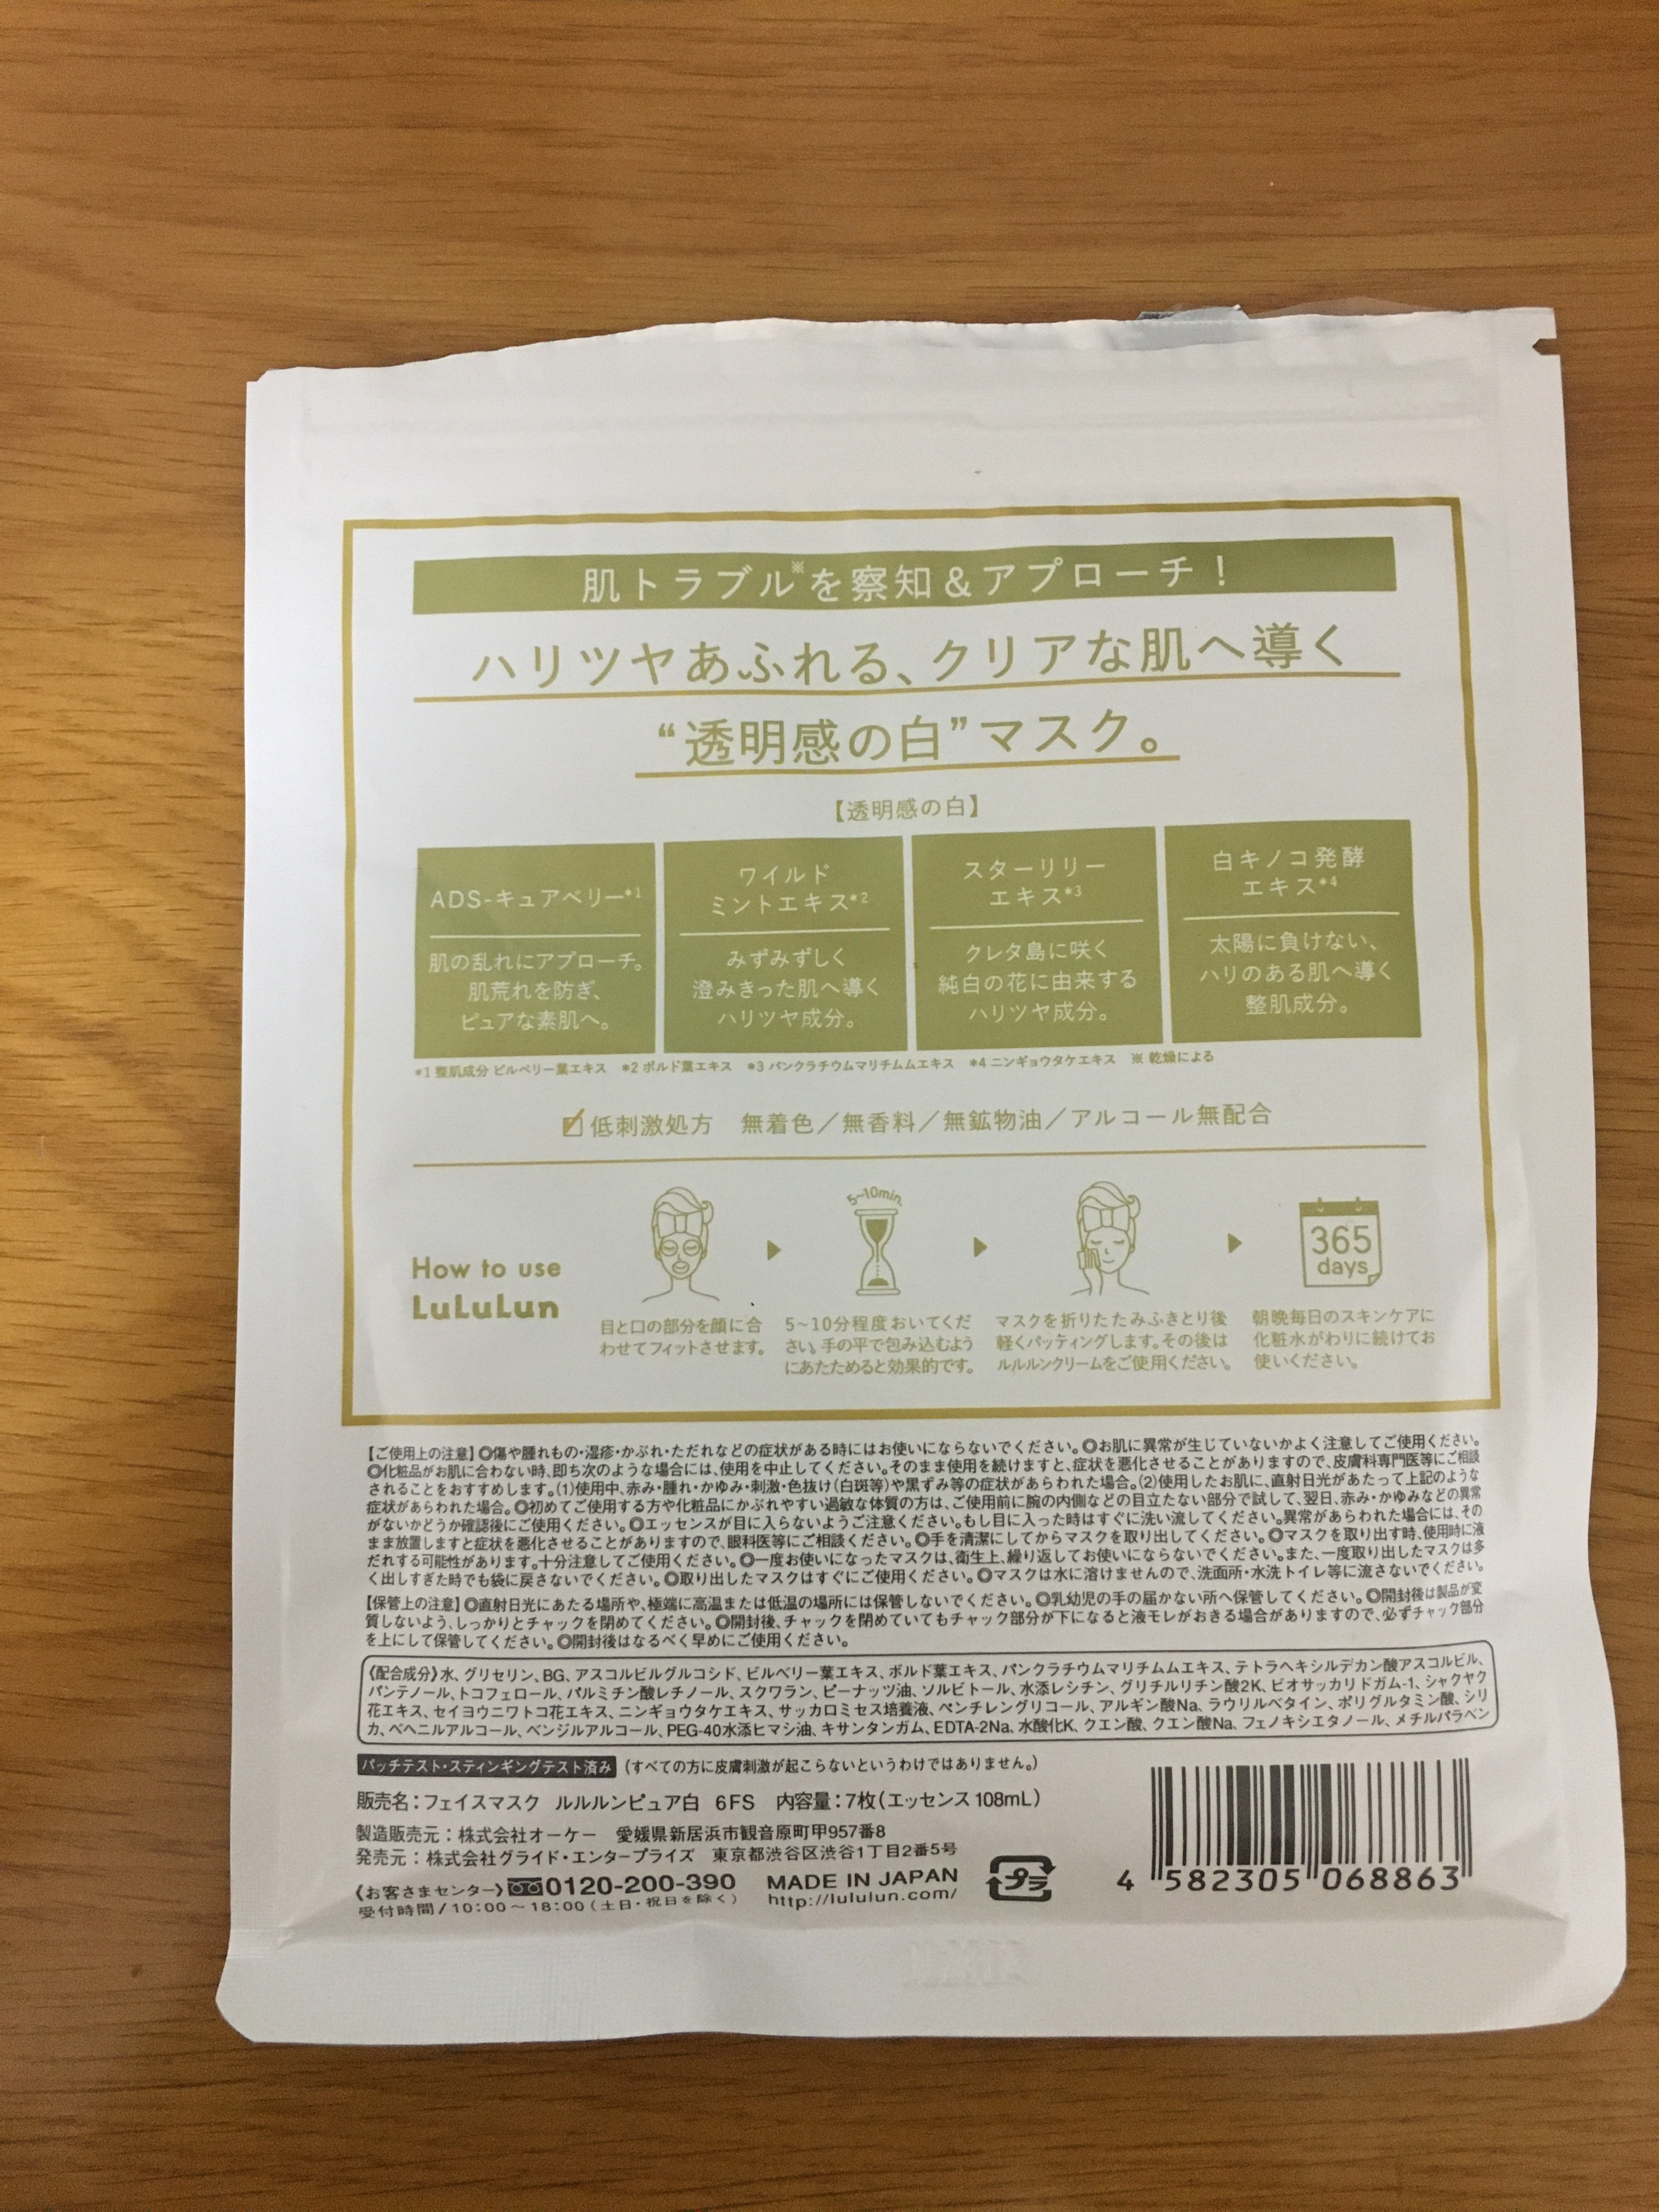 肌トラブル※を察知＆アプローチ！
ハリツヤあふれる、クリアな肌へ導く
“透明感の白”マスク。
【透明感の白】
ADS-キュアベリー*1
肌の乱れにアプローチ。
肌荒れを防ぎ、
ピュアな素肌へ。
ワイルド
ミントエキス*2
みずみずしく
澄みきった肌へ導く
ハリツヤ成分。
スターリリー
エキス*3
クレタ島に咲く
純白の花に由来する
ハリツヤ成分。
白キノコ発酵
エキス*4
太陽に負けない、
ハリのある肌へ導く
整肌成分。
*1 整肌成分 ビルベリー葉エキス *2 ボルド葉エキス *3 パンクラチウムマリチムムエキス *4 ニンギョウタケエキス ※ 乾燥による
低刺激処方 無着色／無香料／無鉱物油／アルコール無配合
How to use
LuLuLun
目と口の部分を顔に合
わせてフィットさせます。
5~10min.
5~10分程度おいてくだ
さい。手の平で包み込むよう
にあたためると効果的です。
マスクを折りたたみふきとり後
軽くパッティングします。その後は
ルルルンクリームをご使用ください。
365
days
朝晩毎日のスキンケアに
化粧水がわりに続けてお
使いください。
【ご使用上の注意】◎傷や腫れもの・湿疹・かぶれ・ただれなどの症状がある時にはお使いにならないでください。◎お肌に異常が生じていないかよく注意してご使用ください。
◎化粧品がお肌に合わない時、即ち次のような場合には、使用を中止してください。そのまま使用を続けますと、症状を悪化させることがありますので、皮膚科専門医等にご相談
されることをおすすめします。(1)使用中、赤み・腫れ・かゆみ・刺激・色抜け(白斑等)や黒ずみ等の症状があらわれた場合。(2)使用したお肌に、直射日光があたって上記のような
症状があらわれた場合。◎初めてご使用する方や化粧品にかぶれやすい過敏な体質の方は、ご使用前に腕の内側などの目立たない部分で試して、翌日、赤み・かゆみなどの異常
がないかどうか確認後にご使用ください。◎エッセンスが目に入らないようご注意ください。もし目に入った時はすぐに洗い流してください。異常があらわれた場合には、その
まま放置しますと症状を悪化させることがありますので、眼科医等にご相談ください。◎手を清潔にしてからマスクを取り出してください。◎マスクを取り出す時、使用時に液
だれする可能性があります。十分注意してご使用ください。◎一度お使いになったマスクは、衛生上、繰り返してお使いにならないでください。また、一度取り出したマスクは多
く出しすぎた時でも袋に戻さないでください。◎取り出したマスクはすぐにご使用ください。◎マスクは水に溶けませんので、洗面所・水洗トイレ等に流さないでください。
【保管上の注意】◎直射日光にあたる場所や、極端に高温または低温の場所には保管しないでください。◎乳幼児の手の届かない所へ保管してください。◎開封後は製品が変
質しないよう、しっかりとチャックを閉めてください。◎開封後、チャックを閉めていてもチャック部分が下になると液モレがおきる場合がありますので、必ずチャック部分
を上にして保管してください。◎開封後はなるべく早めにご使用ください。
《配合成分》水、グリセリン、BG、アスコルビルグルコシド、ビルベリー葉エキス、ボルド葉エキス、パンクラチウムマリチムムエキス、テトラヘキシルデカン酸アスコルビル、
パンテノール、トコフェロール、パルミチン酸レチノール、スクワラン、ピーナッツ油、ソルビトール、水添レシチン、グリチルリチン酸2K、ビオサッカリドガム-1、シャクヤク
花エキス、セイヨウニワトコ花エキス、ニンギョウタケエキス、サッカロミセス培養液、ペンチレングリコール、アルギン酸Na、ラウリルベタイン、ポリグルタミン酸、シリ
カ、ベヘニルアルコール、ベンジルアルコール、PEG-40水添ヒマシ油、キサンタンガム、EDTA-2Na、水酸化K、クエン酸、クエン酸Na、フェノキシエタノール、メチルパラベン
パッチテスト・スティンギングテスト済み (すべての方に皮膚刺激が起こらないというわけではありません。)
販売名：フェイスマスク ルルルンピュア白 6FS 内容量：7枚(エッセンス108mL)
製造販売元：株式会社オーケー 愛媛県新居浜市観音原町甲957番8
発売元：株式会社グライド・エンタープライズ 東京都渋谷区渋谷1丁目2番5号
《お客さまセンター》0120-200-390
受付時間/10:00～18:00（土日・祝日を除く）
MADE IN JAPAN
http://lululun.com/
プラ
4 582305 068863